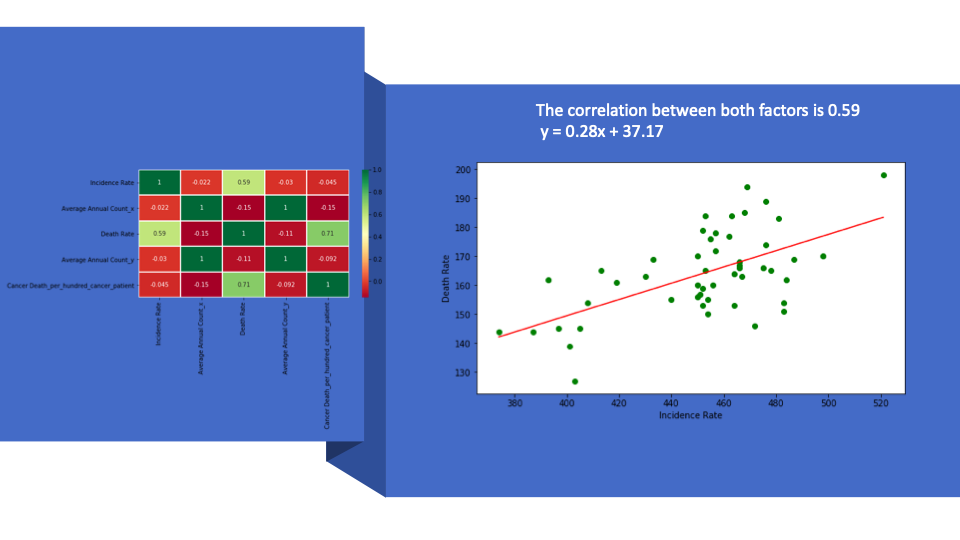 The correlation between both factors is 0.59
y = 0.28x + 37.17
Incidence Rate
1 -0.022 0.59 -0.03 -0.045
Average Annual Count_x
-0.022 1 -0.15 1 -0.15
Death Rate
0.59 -0.15 1 -0.11 0.71
Average Annual Count_y
-0.03 1 -0.11 1 -0.092
Cancer Death_per_hundred_cancer_patient
-0.045 -0.15 0.71 -0.092 1
1.0
0.8
0.6
0.4
0.2
0.0
Incidence Rate
Average Annual Count_x
Death Rate
Average Annual Count_y
Cancer Death_per_hundred_cancer_patient
200
190
180
170
160
150
140
130
Death Rate
380 400 420 440 460 480 500 520
Incidence Rate